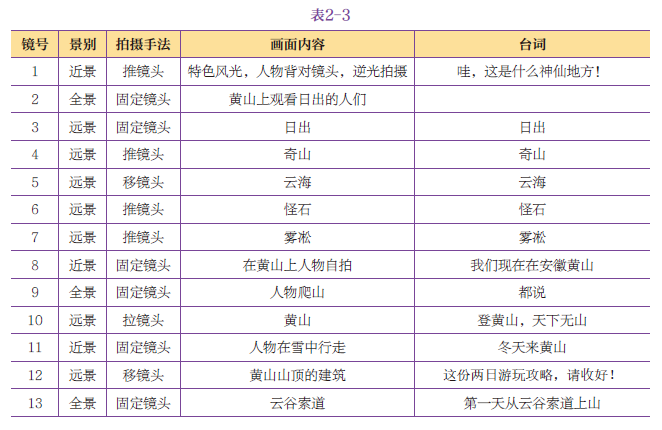 表2-3
镜号 景别 拍摄手法 画面内容 台词
1 近景 推镜头 特色风光，人物背对镜头，逆光拍摄 哇，这是什么神仙地方！
2 全景 固定镜头 黄山上观看日出的人们
3 远景 固定镜头 日出 日出
4 远景 推镜头 奇山 奇山
5 远景 移镜头 云海 云海
6 远景 推镜头 怪石 怪石
7 远景 推镜头 雾凇 雾凇
8 近景 固定镜头 在黄山上人物自拍 我们现在在安徽黄山
9 全景 固定镜头 人物爬山 都说
10 远景 拉镜头 黄山 登黄山，天下无山
11 近景 固定镜头 人物在雪中行走 冬天来黄山
12 远景 移镜头 黄山山顶的建筑 这份两日游玩攻略，请收好！
13 全景 固定镜头 云谷索道 第一天从云谷索道上山